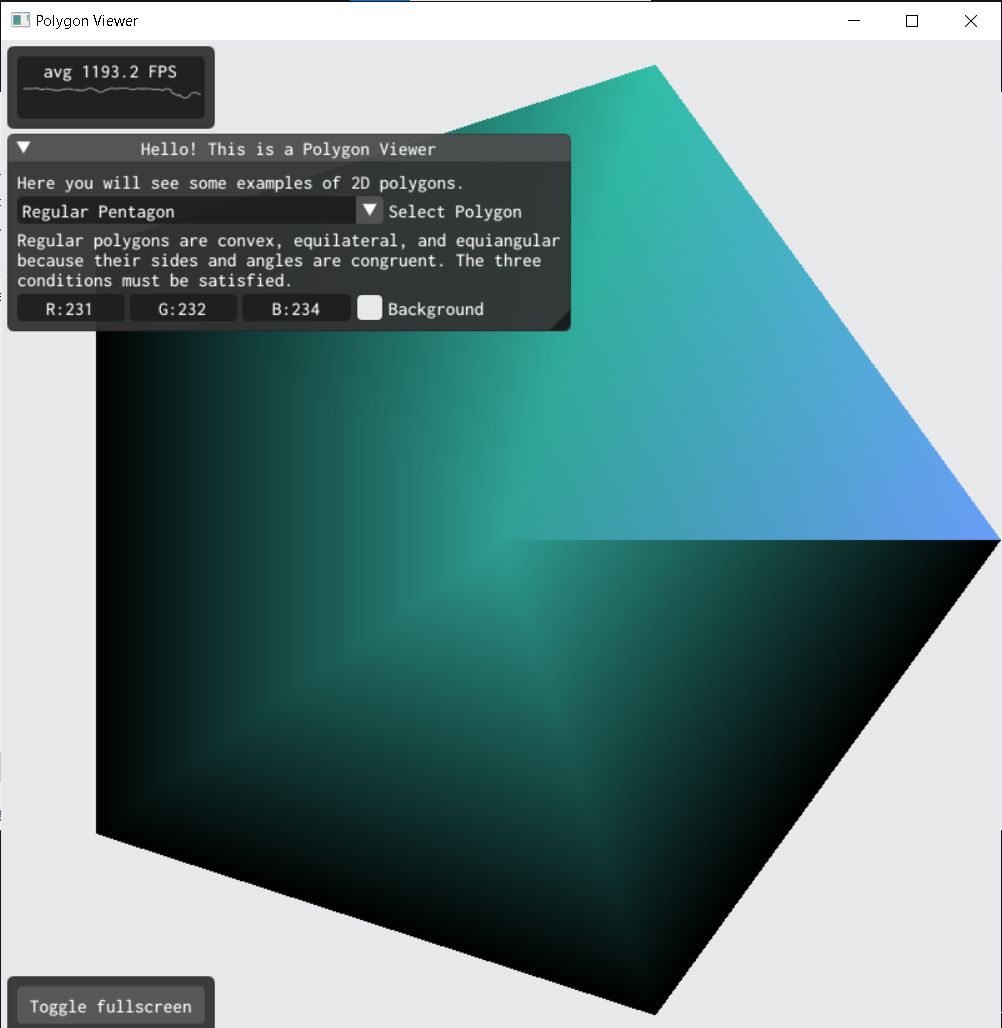 Polygon Viewer
avg 1193.2 FPS
Hello! This is a Polygon Viewer
Here you will see some examples of 2D polygons.
Regular Pentagon Select Polygon
Regular polygons are convex, equilateral, and equiangular
because their sides and angles are congruent. The three
conditions must be satisfied.
R:231 G:232 B:234 Background
Toggle fullscreen